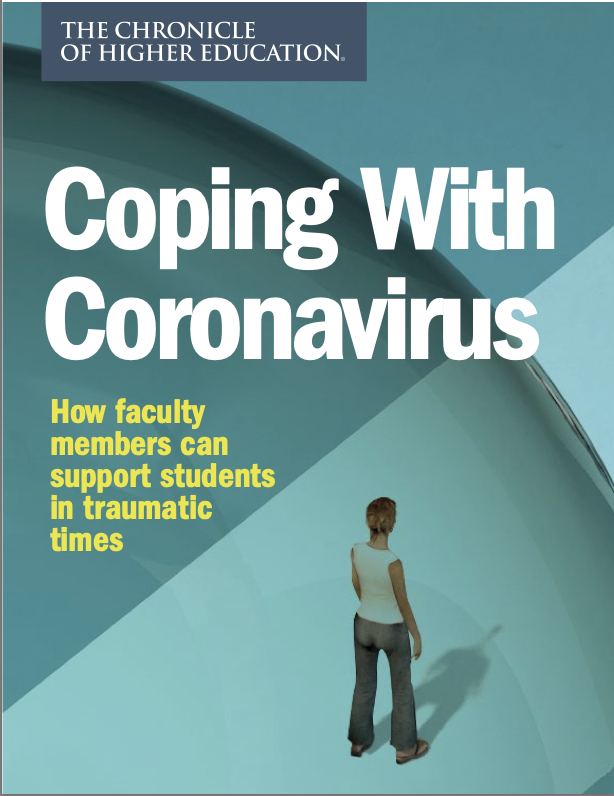 THE CHRONICLE
OF HIGHER EDUCATION®
Coping With
Coronavirus
How faculty
members can
support students
in traumatic
times